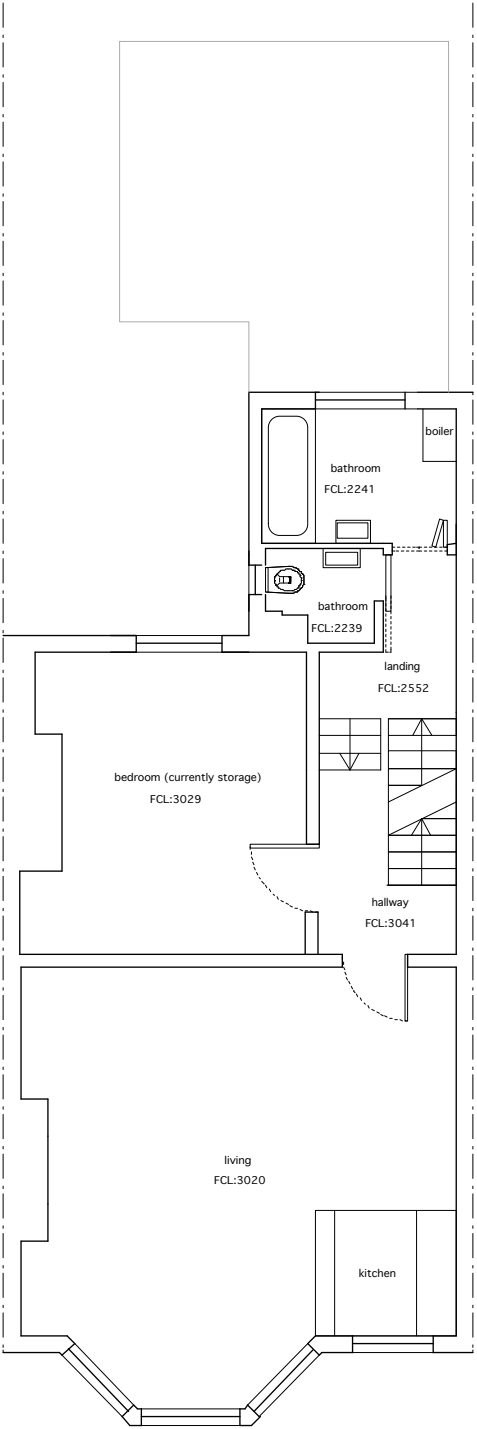 boiler
bathroom
FCL:2241
bathroom
FCL:2239
landing
FCL:2552
bedroom (currently storage)
FCL:3029
hallway
FCL:3041
living
FCL:3020
kitchen